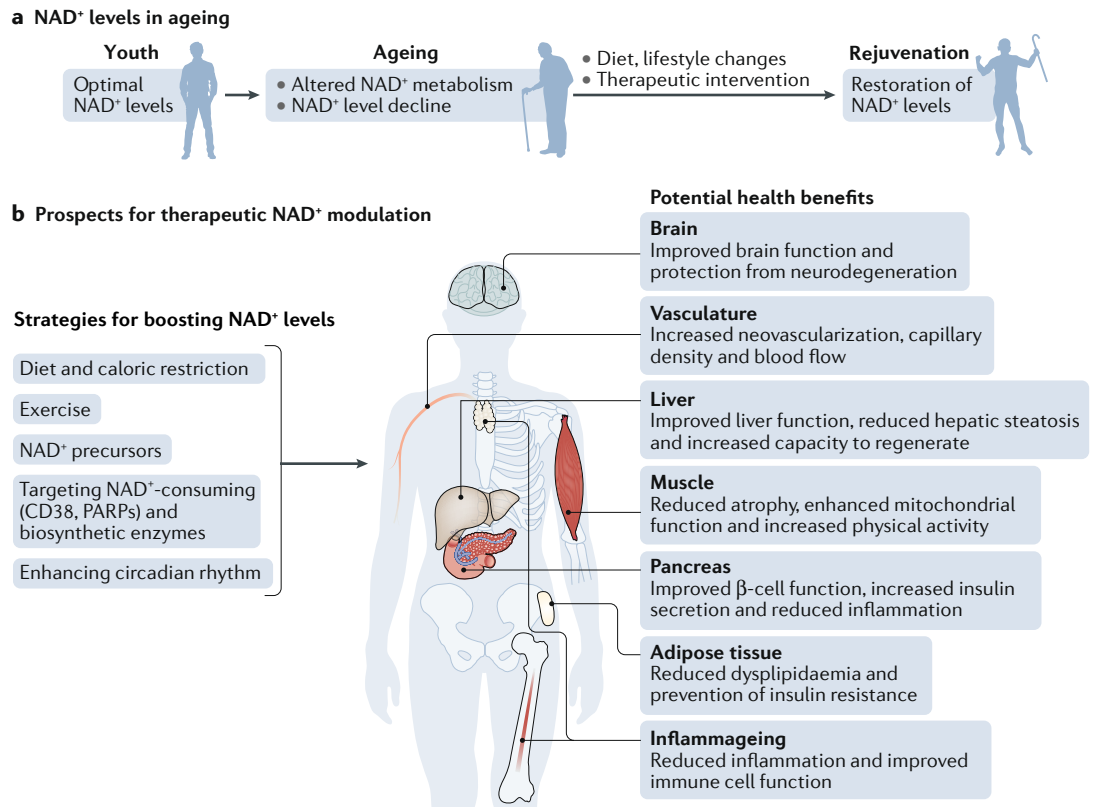 a NAD⁺ levels in ageing
Youth
Optimal
NAD⁺ levels
Ageing
● Altered NAD⁺ metabolism
● NAD⁺ level decline
● Diet, lifestyle changes
● Therapeutic intervention
Rejuvenation
Restoration of
NAD⁺ levels
b Prospects for therapeutic NAD⁺ modulation
Strategies for boosting NAD⁺ levels
Diet and caloric restriction
Exercise
NAD⁺ precursors
Targeting NAD⁺-consuming
(CD38, PARPs) and
biosynthetic enzymes
Enhancing circadian rhythm
Potential health benefits
Brain
Improved brain function and
protection from neurodegeneration
Vasculature
Increased neovascularization, capillary
density and blood flow
Liver
Improved liver function, reduced hepatic steatosis
and increased capacity to regenerate
Muscle
Reduced atrophy, enhanced mitochondrial
function and increased physical activity
Pancreas
Improved β-cell function, increased insulin
secretion and reduced inflammation
Adipose tissue
Reduced dysplipidaemia and
prevention of insulin resistance
Inflammageing
Reduced inflammation and improved
immune cell function